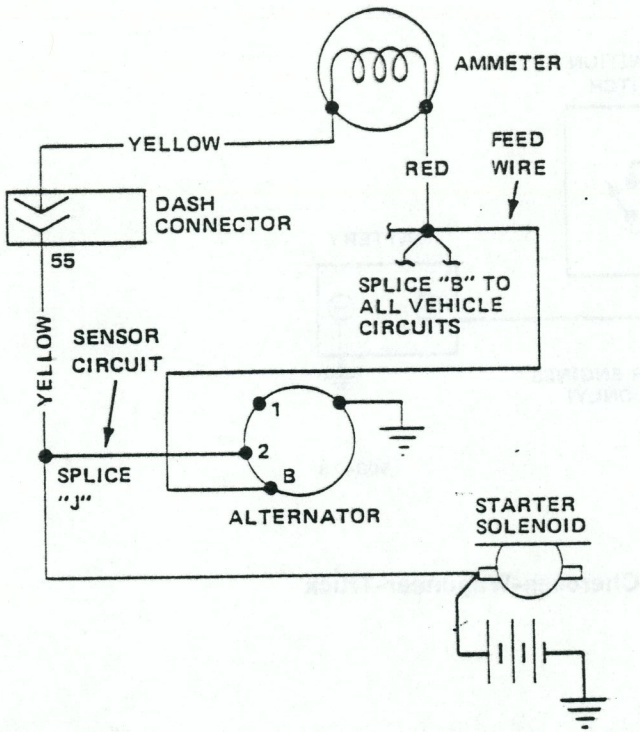 AMMETER
YELLOW
RED
FEED
WIRE
DASH
CONNECTOR
55
SPLICE "B" TO
ALL VEHICLE
CIRCUITS
YELLOW
SENSOR
CIRCUIT
1
2
B
SPLICE
"J"
ALTERNATOR
STARTER
SOLENOID